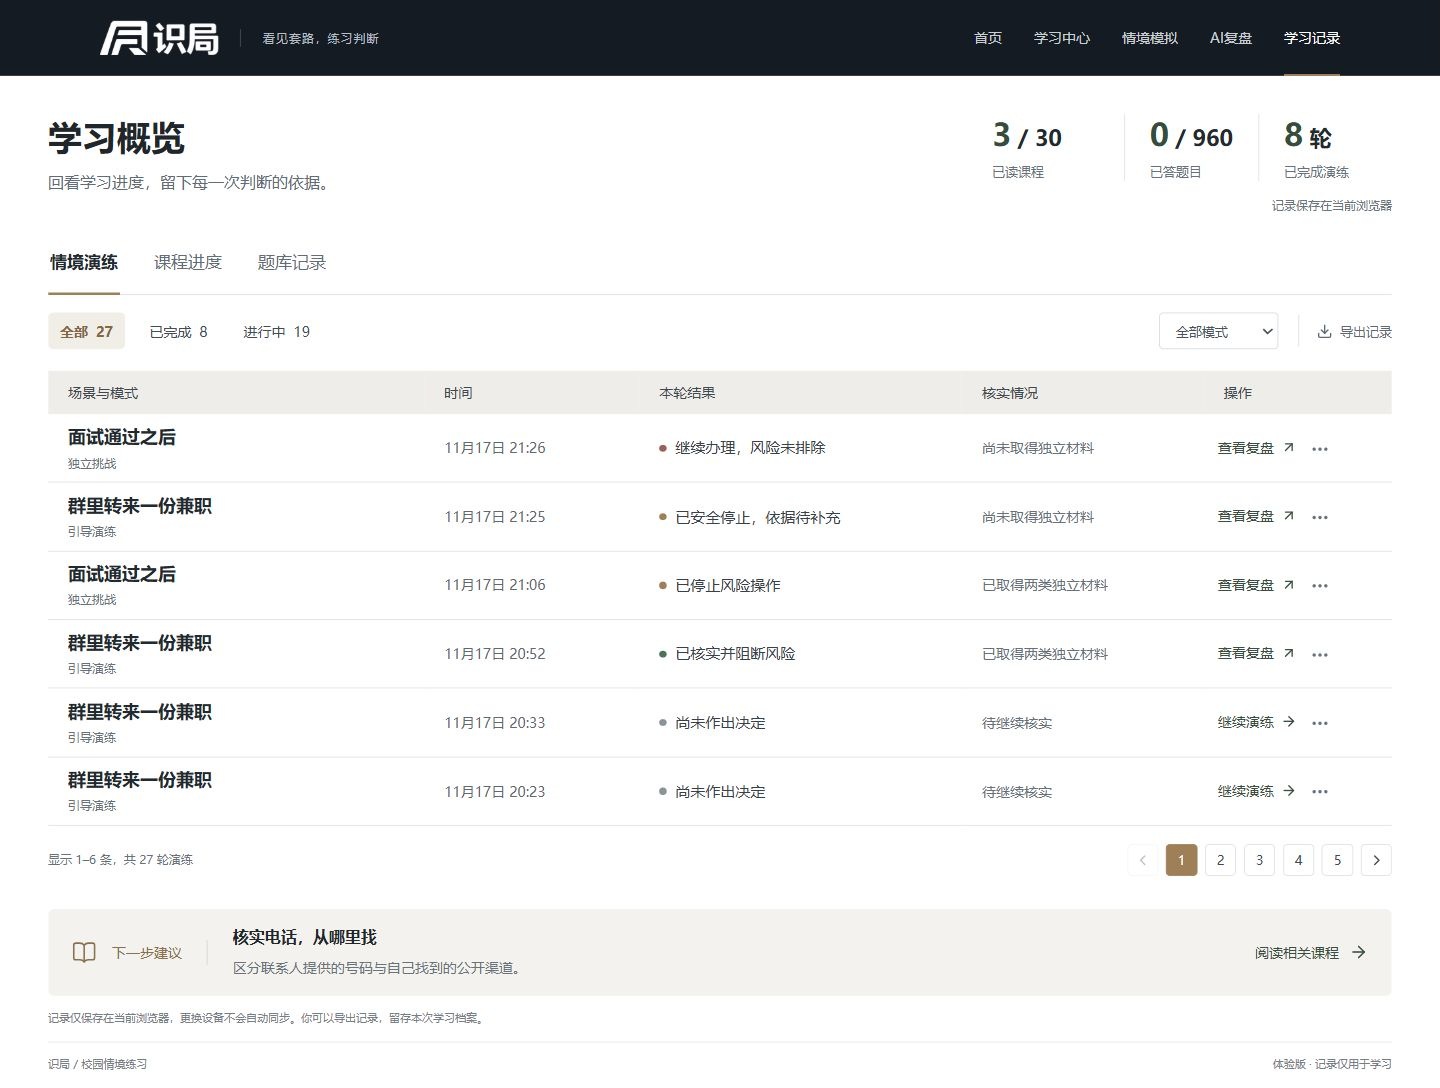 识局
看见套路，练习判断
首页 学习中心 情境模拟 AI复盘 学习记录
学习概览
回看学习进度，留下每一次判断的依据。
3 / 30
已读课程
0 / 960
已答题目
8 轮
已完成演练
记录保存在当前浏览器
情境演练 课程进度 题库记录
全部 27 已完成 8 进行中 19
全部模式 导出记录
场景与模式 时间 本轮结果 核实情况 操作
面试通过之后
独立挑战
11月17日 21:26 继续办理，风险未排除 尚未取得独立材料 查看复盘
群里转来一份兼职
引导演练
11月17日 21:25 已安全停止，依据待补充 尚未取得独立材料 查看复盘
面试通过之后
独立挑战
11月17日 21:06 已停止风险操作 已取得两类独立材料 查看复盘
群里转来一份兼职
引导演练
11月17日 20:52 已核实并阻断风险 已取得两类独立材料 查看复盘
群里转来一份兼职
引导演练
11月17日 20:33 尚未作出决定 待继续核实 继续演练
群里转来一份兼职
引导演练
11月17日 20:23 尚未作出决定 待继续核实 继续演练
显示 1–6 条，共 27 轮演练
1 2 3 4 5
下一步建议
核实电话，从哪里找
区分联系人提供的号码与自己找到的公开渠道。
阅读相关课程
记录仅保存在当前浏览器，更换设备不会自动同步。你可以导出记录，留存本次学习档案。
识局 / 校园情境练习
体验版 · 记录仅用于学习